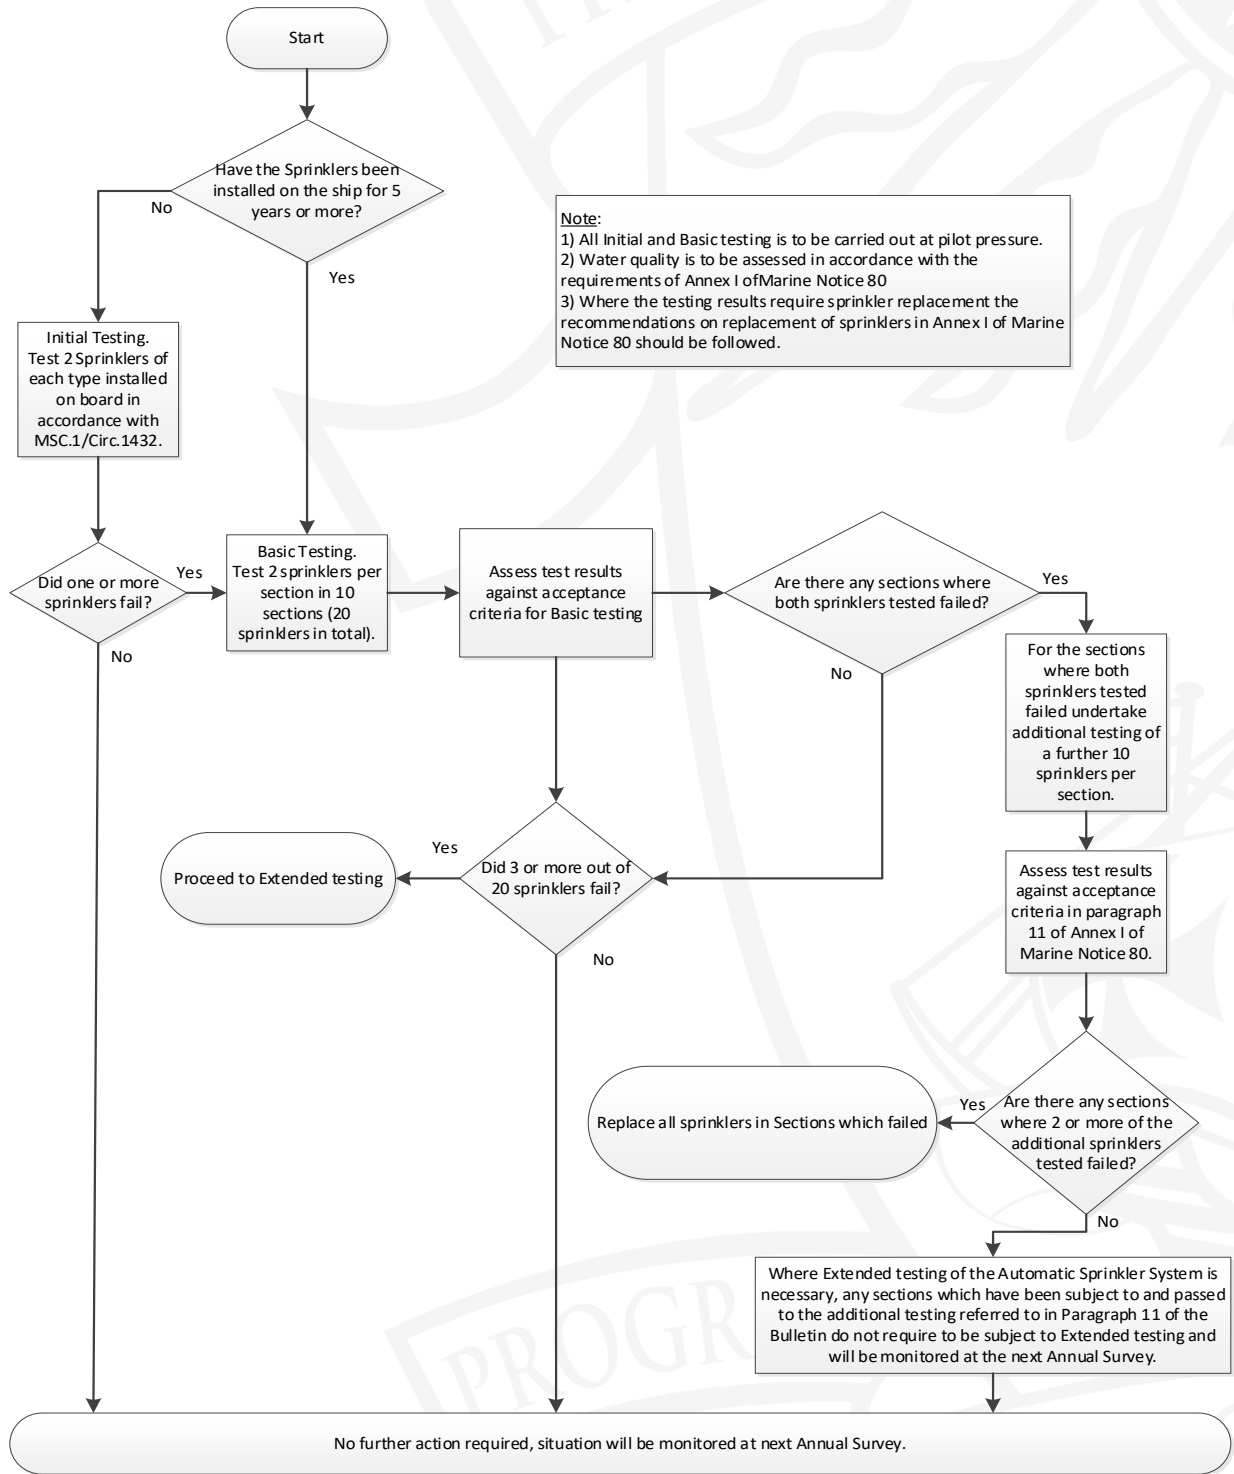 Start
Have the Sprinklers been
installed on the ship for 5
years or more?
No
Yes
Note:
1) All Initial and Basic testing is to be carried out at pilot pressure.
2) Water quality is to be assessed in accordance with the
requirements of Annex I ofMarine Notice 80
3) Where the testing results require sprinkler replacement the
recommendations on replacement of sprinklers in Annex I of Marine
Notice 80 should be followed.
Initial Testing.
Test 2 Sprinklers of
each type installed
on board in
accordance with
MSC.1/Circ.1432.
Did one or more
sprinklers fail?
Yes
No
Basic Testing.
Test 2 sprinklers per
section in 10
sections (20
sprinklers in total).
Assess test results
against acceptance
criteria for Basic testing
Are there any sections where
both sprinklers tested failed?
Yes
No
For the sections
where both
sprinklers tested
failed undertake
additional testing of
a further 10
sprinklers per
section.
Did 3 or more out of
20 sprinklers fail?
Yes
No
Proceed to Extended testing
Assess test results
against acceptance
criteria in paragraph
11 of Annex I of
Marine Notice 80.
Are there any sections
where 2 or more of the
additional sprinklers
tested failed?
Yes
No
Replace all sprinklers in Sections which failed
Where Extended testing of the Automatic Sprinkler System is
necessary, any sections which have been subject to and passed
to the additional testing referred to in Paragraph 11 of the
Bulletin do not require to be subject to Extended testing and
will be monitored at the next Annual Survey.
No further action required, situation will be monitored at next Annual Survey.
PROGR